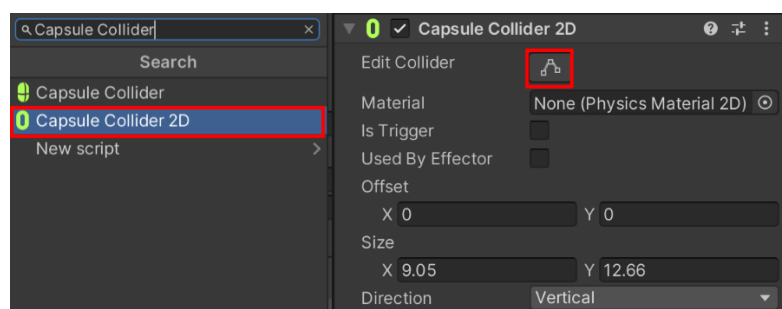 Capsule Collider
Search
Capsule Collider
Capsule Collider 2D
New script
Capsule Collider 2D
Edit Collider
Material None (Physics Material 2D)
Is Trigger
Used By Effector
Offset
X 0 Y 0
Size
X 9.05 Y 12.66
Direction Vertical